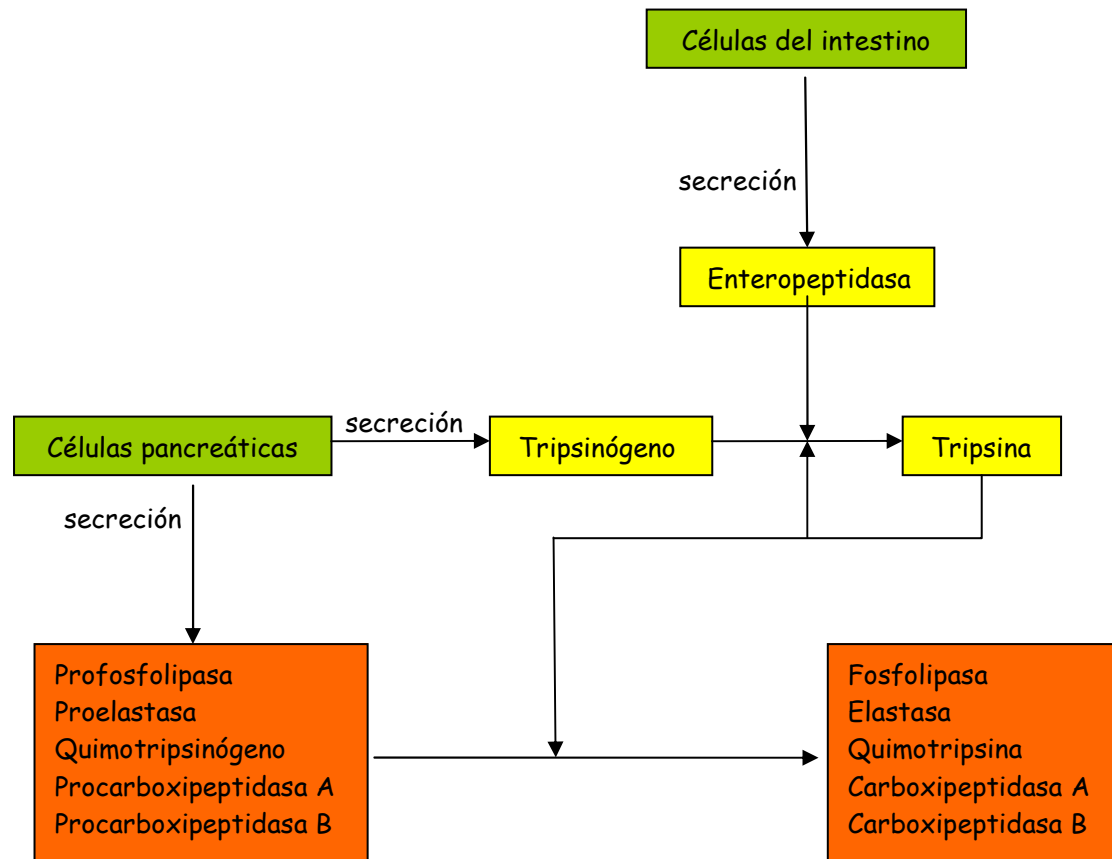 Células del intestino
secreción
Enteropeptidasa
secreción
Células pancreáticas
Tripsinógeno
Tripsina
secreción
Profosfolipasa
Proelastasa
Quimotripsinógeno
Procarboxipeptidasa A
Procarboxipeptidasa B
Fosfolipasa
Elastasa
Quimotripsina
Carboxipeptidasa A
Carboxipeptidasa B